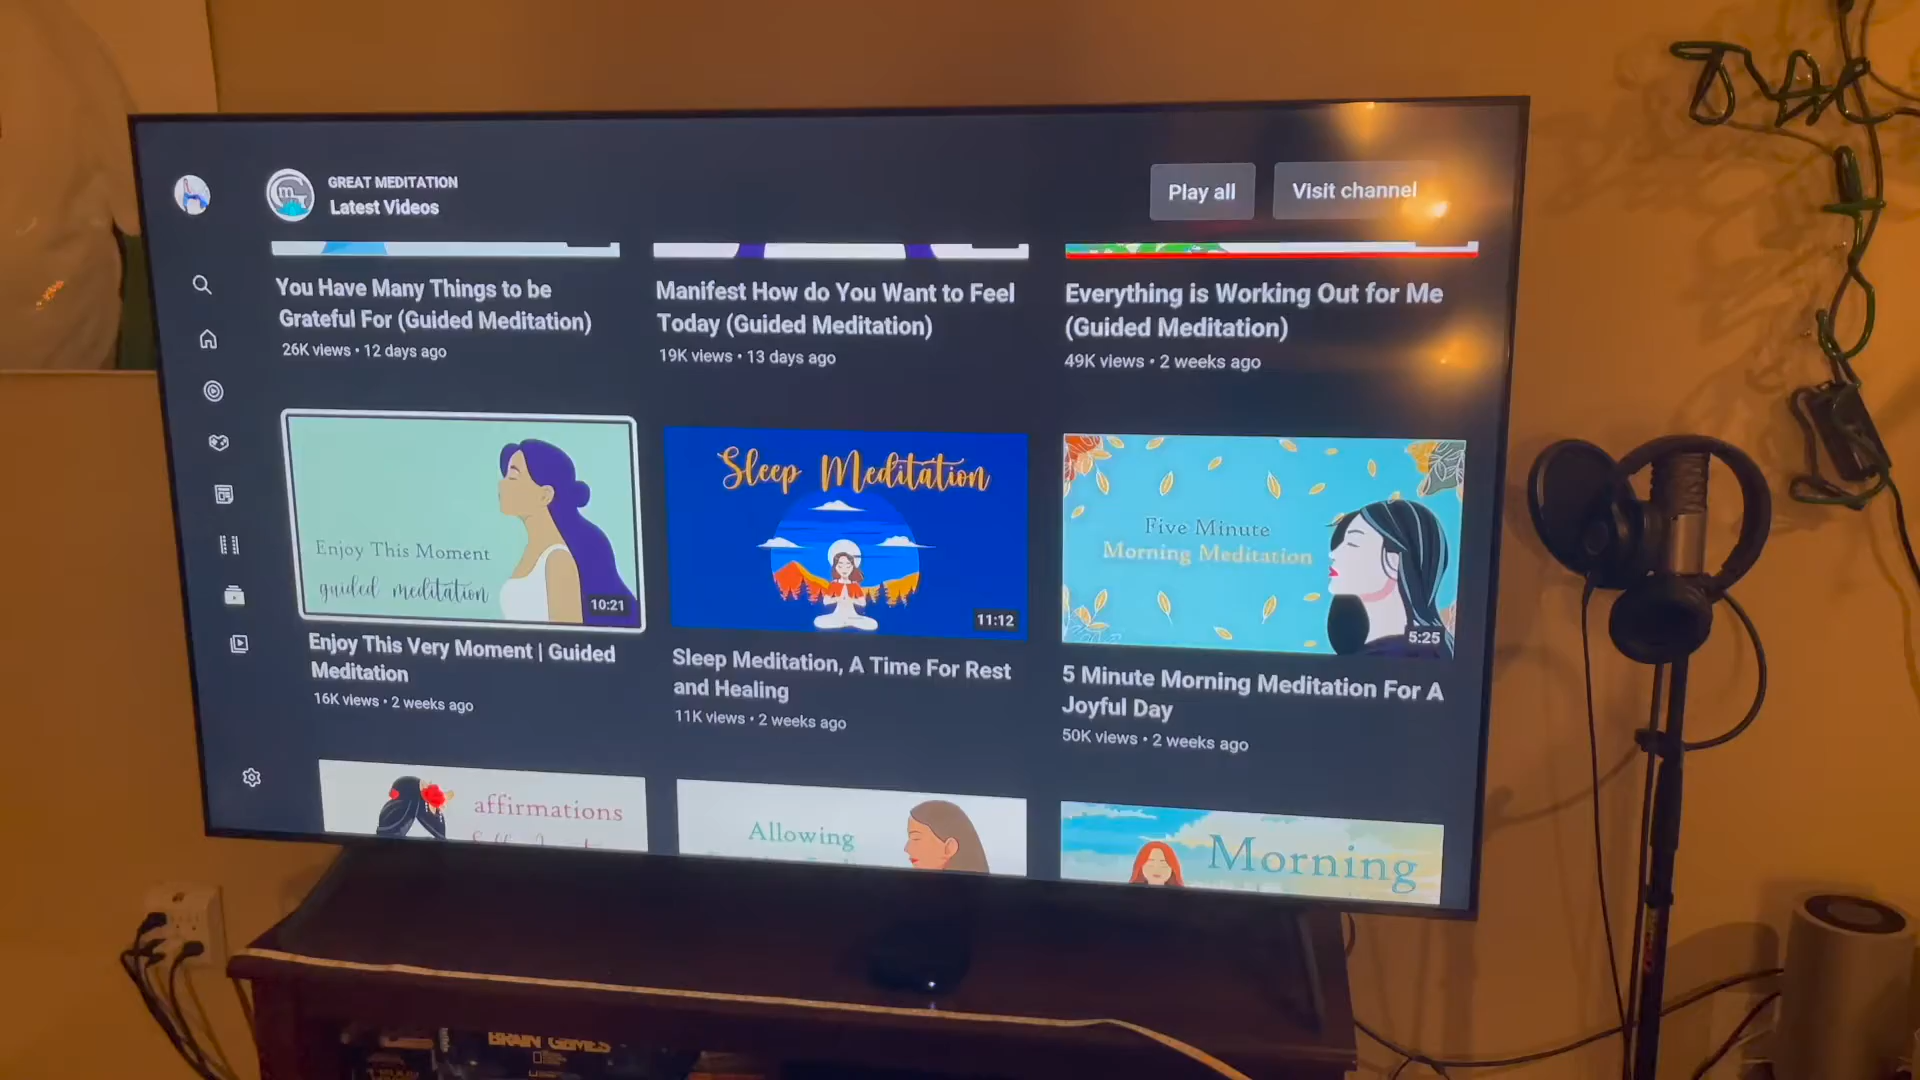 GREAT MEDITATION
Latest Videos
Play all
Visit channel
You Have Many Things to be
Grateful For (Guided Meditation)
26K views • 12 days ago
Manifest How do You Want to Feel
Today (Guided Meditation)
19K views • 13 days ago
Everything is Working Out for Me
(Guided Meditation)
49K views • 2 weeks ago
Enjoy This Moment
guided meditation
10:21
Enjoy This Very Moment | Guided
Meditation
16K views • 2 weeks ago
Sleep Meditation
11:12
Sleep Meditation, A Time For Rest
and Healing
11K views • 2 weeks ago
Five Minute
Morning Meditation
5:25
5 Minute Morning Meditation For A
Joyful Day
50K views • 2 weeks ago
affirmations
Allowing
Morning
BRAIN GAMES